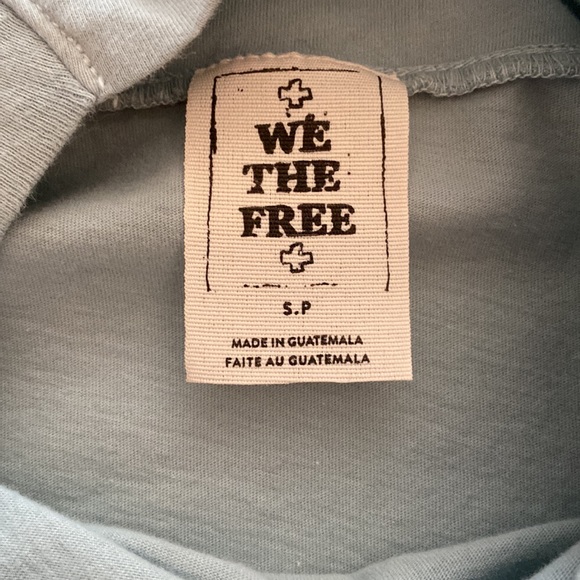 WE
THE
FREE
S.P
MADE IN GUATEMALA
FAITE AU GUATEMALA